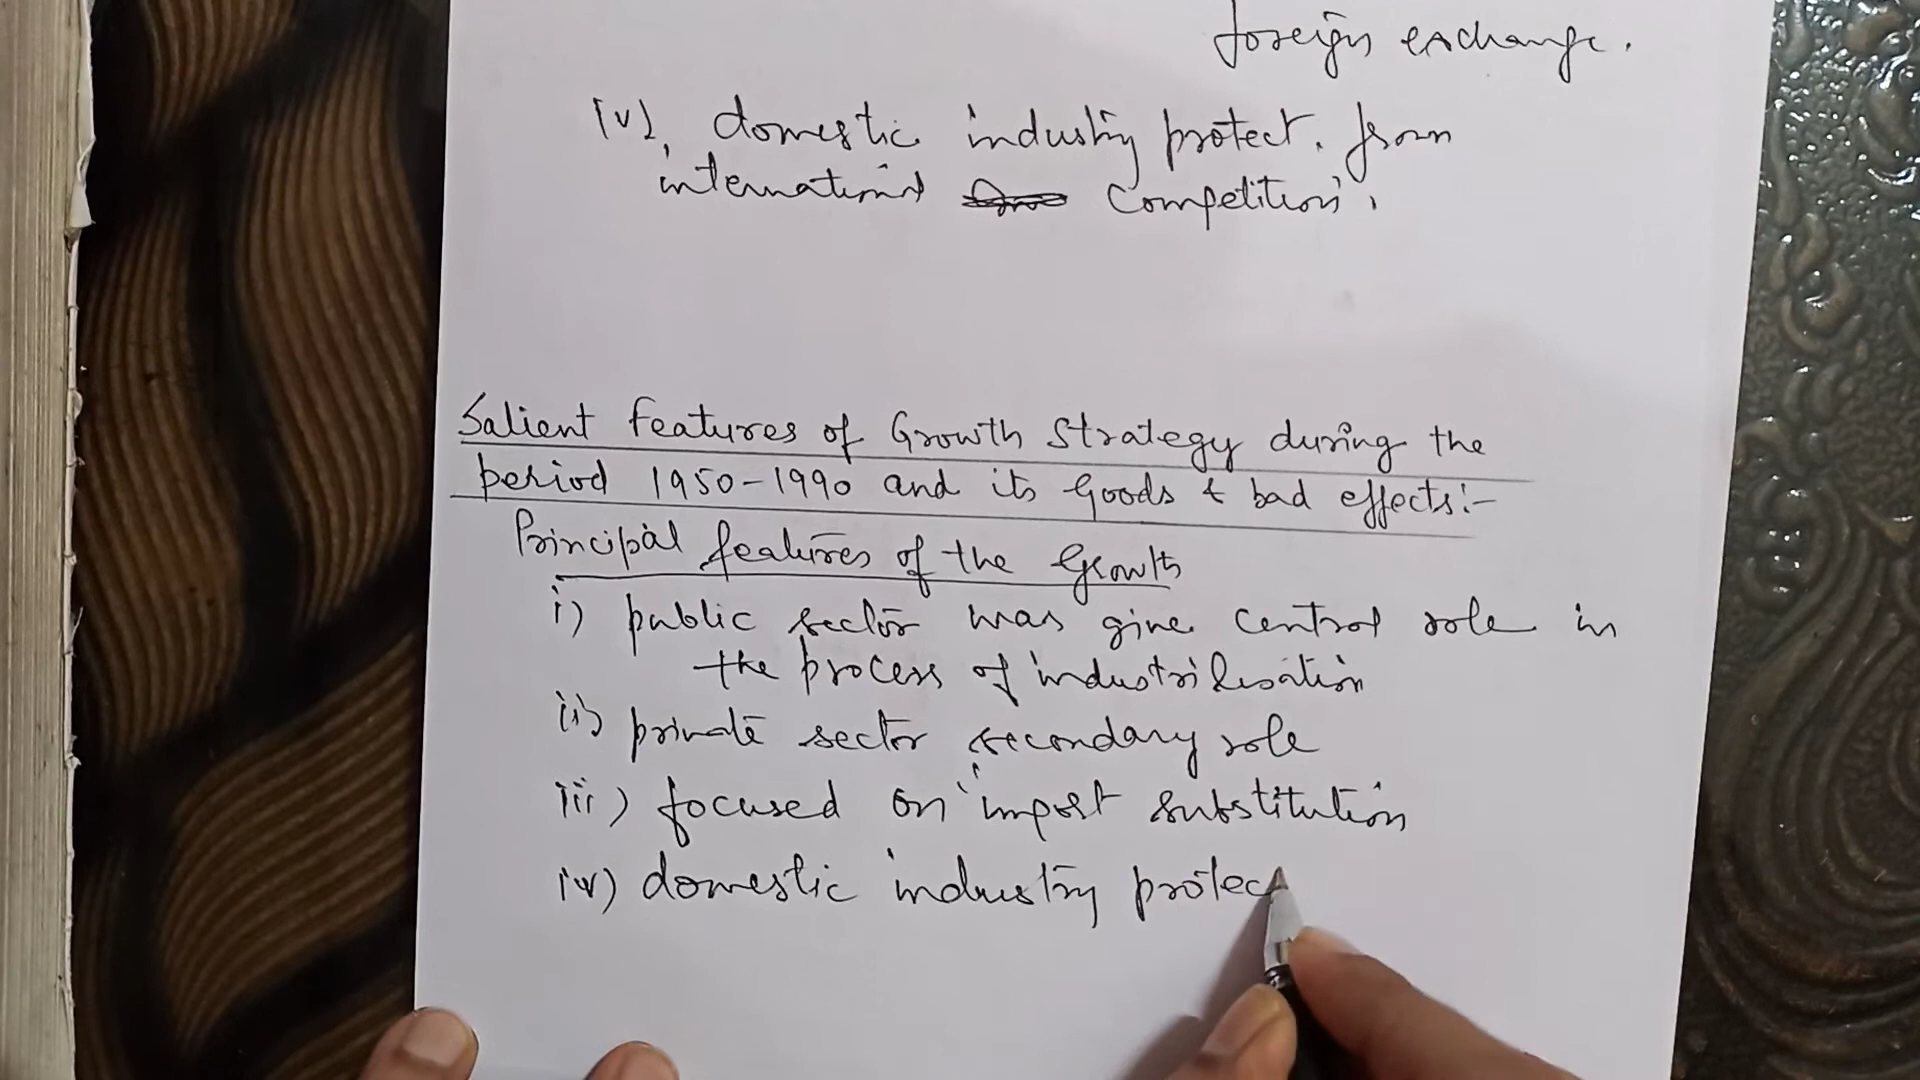 foreign exchange.
iv), domestic industry protect. from
international competition.
Salient features of Growth Strategy during the
period 1950-1990 and its Goods & bad effects:-
Principal features of the Growth
i) public sector was give central role in
the process of industrilisation
ii) private sector secondary role
iii) focused on import substitution
iv) domestic industry protec